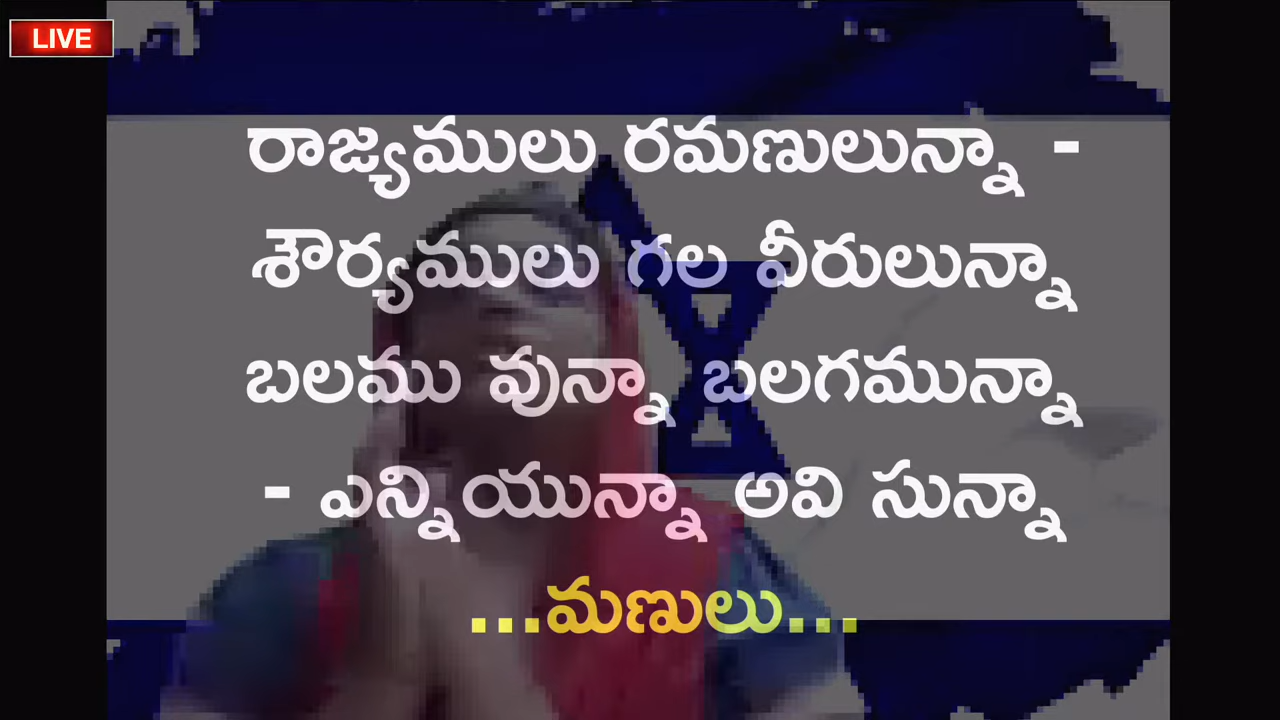 LIVE
రాజ్యములు రమణులున్నా -
శౌర్యములు గల వీరులున్నా
బలము వున్నా బలగమున్నా
- ఎన్నియున్నా అవి సున్నా
...మణులు...